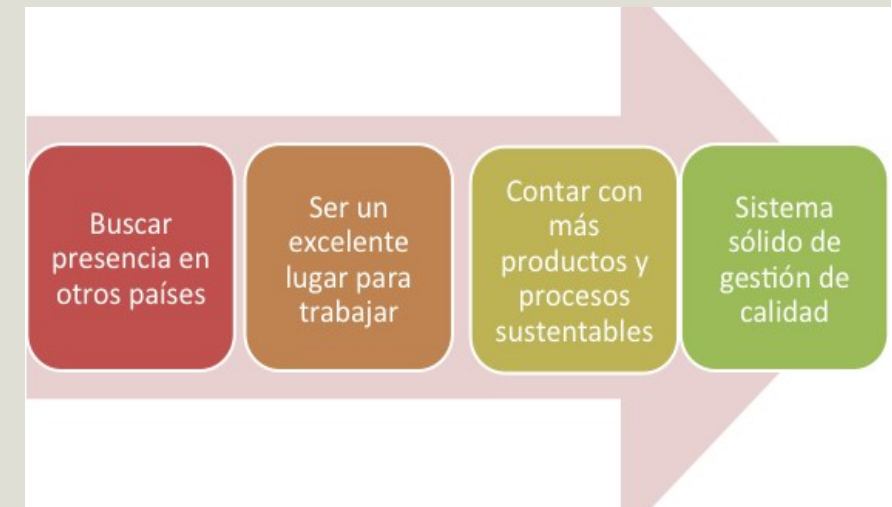 Buscar
presencia en
otros países
Ser un
excelente
lugar para
trabajar
Contar con
más
productos y
procesos
sustentables
Sistema
sólido de
gestión de
calidad